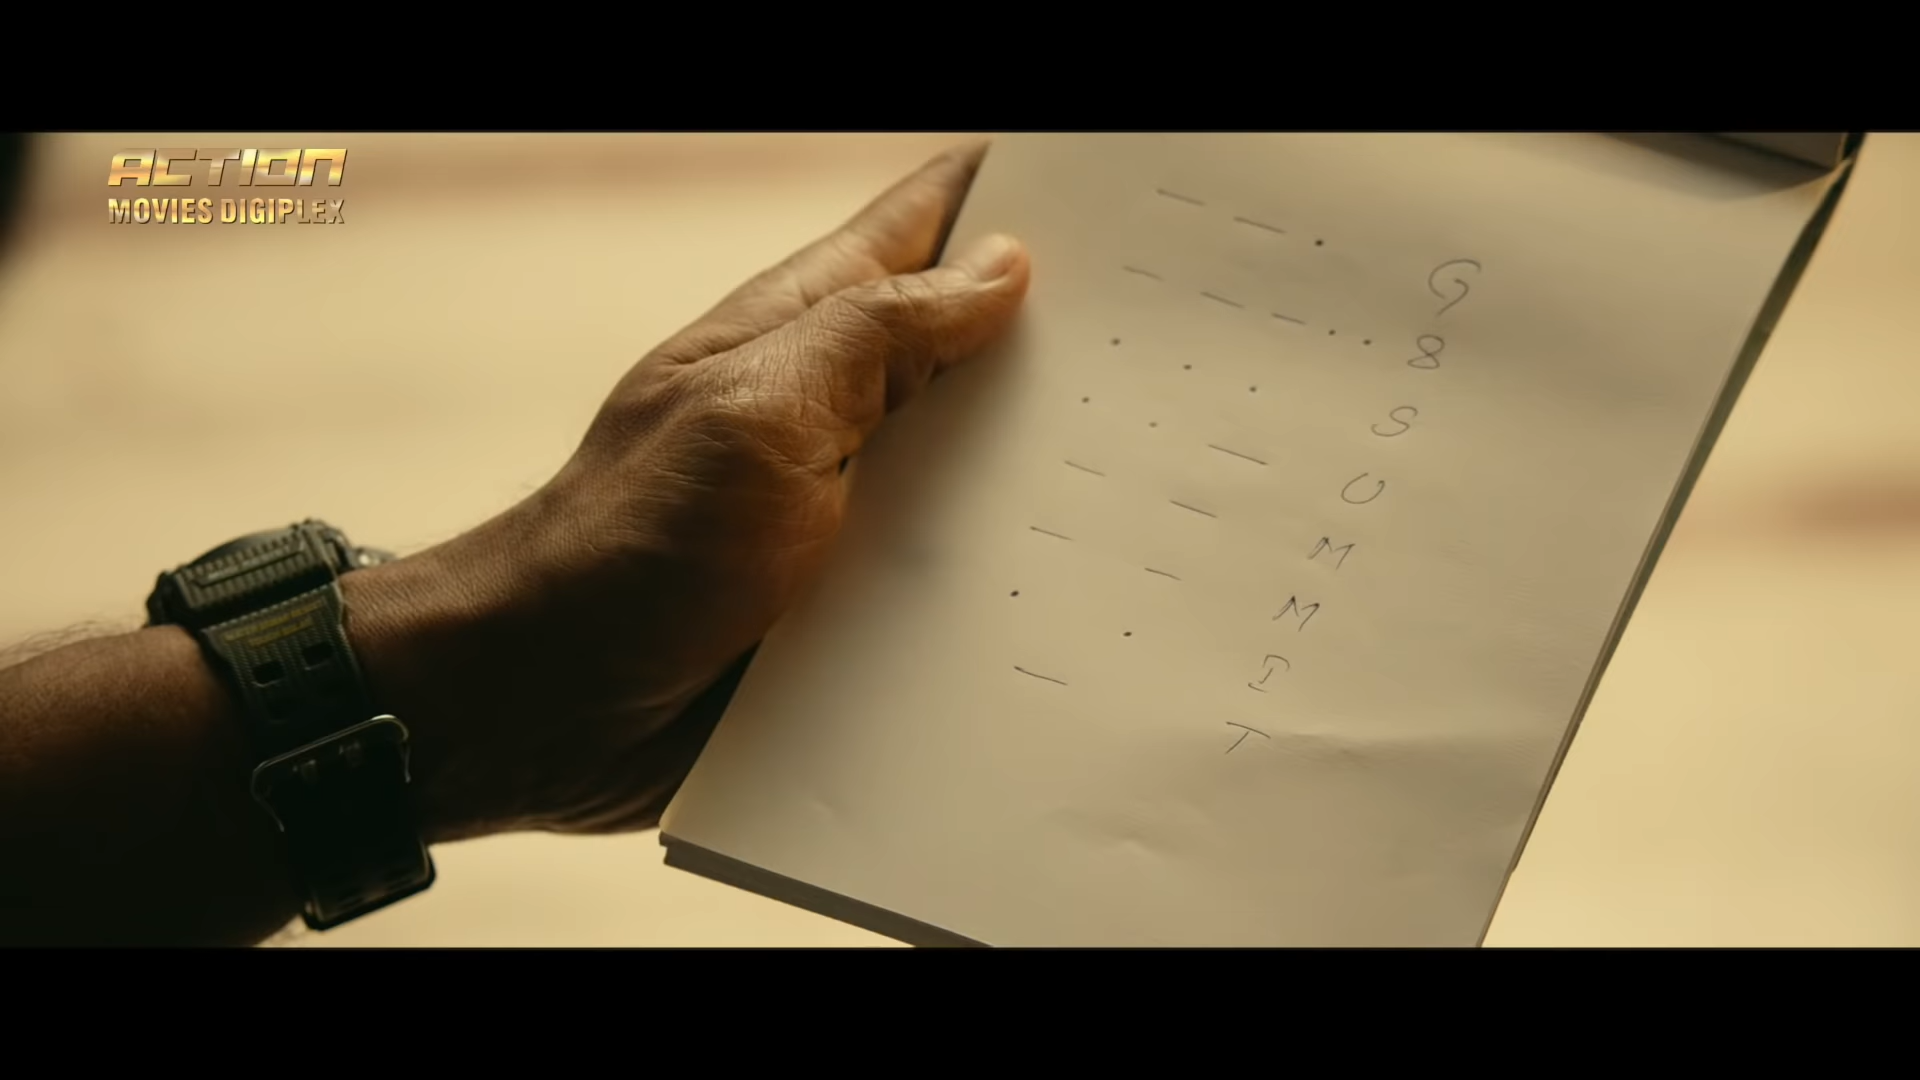 ACTION
MOVIES DIGIPLEX
— — . G
— — — . . 8
. . . S
. . — U
— — M
— — M
. . I
— T